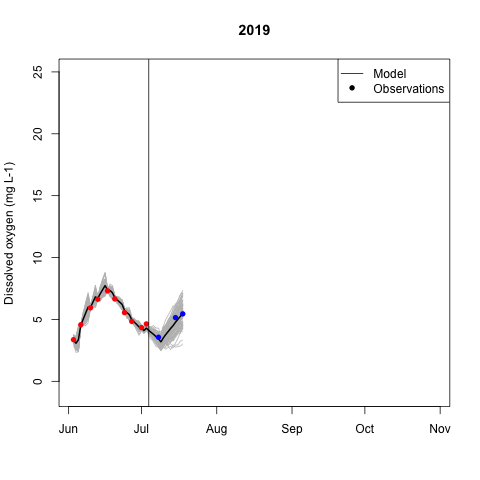 2019
Model
Observations
Dissolved oxygen (mg L-1)
25
20
15
10
5
0
Jun Jul Aug Sep Oct Nov